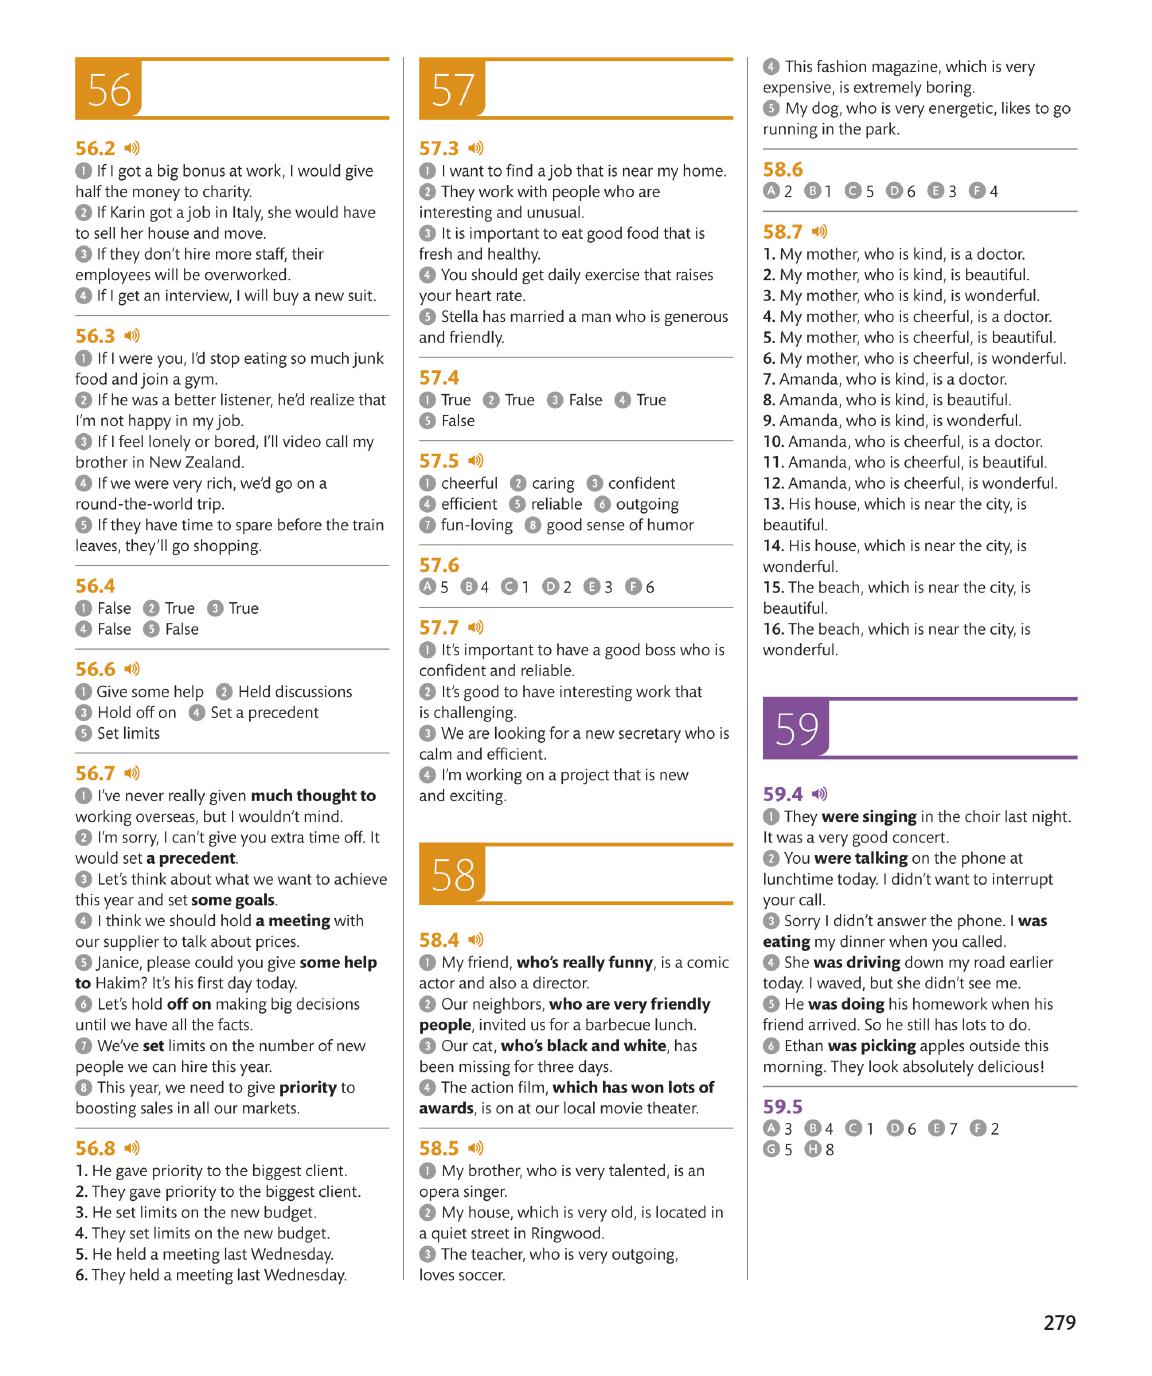 56
56.2
1 If I got a big bonus at work, I would give
half the money to charity.
2 If Karin got a job in Italy, she would have
to sell her house and move.
3 If they don't hire more staff, their
employees will be overworked.
4 If I get an interview, I will buy a new suit.
56.3
1 If I were you, I'd stop eating so much junk
food and join a gym.
2 If he was a better listener, he'd realize that
I'm not happy in my job.
3 If I feel lonely or bored, I'll video call my
brother in New Zealand.
4 If we were very rich, we'd go on a
round-the-world trip.
5 If they have time to spare before the train
leaves, they'll go shopping.
56.4
1 False 2 True 3 True
4 False 5 False
56.6
1 Give some help 2 Held discussions
3 Hold off on 4 Set a precedent
5 Set limits
56.7
1 I've never really given much thought to
working overseas, but I wouldn't mind.
2 I'm sorry, I can't give you extra time off. It
would set a precedent.
3 Let's think about what we want to achieve
this year and set some goals.
4 I think we should hold a meeting with
our supplier to talk about prices.
5 Janice, please could you give some help
to Hakim? It's his first day today.
6 Let's hold off on making big decisions
until we have all the facts.
7 We've set limits on the number of new
people we can hire this year.
8 This year, we need to give priority to
boosting sales in all our markets.
56.8
1. He gave priority to the biggest client.
2. They gave priority to the biggest client.
3. He set limits on the new budget.
4. They set limits on the new budget.
5. He held a meeting last Wednesday.
6. They held a meeting last Wednesday.
57
57.3
1 I want to find a job that is near my home.
2 They work with people who are
interesting and unusual.
3 It is important to eat good food that is
fresh and healthy.
4 You should get daily exercise that raises
your heart rate.
5 Stella has married a man who is generous
and friendly.
57.4
1 True 2 True 3 False 4 True
5 False
57.5
1 cheerful 2 caring 3 confident
4 efficient 5 reliable 6 outgoing
7 fun-loving 8 good sense of humor
57.6
A 5 B 4 C 1 D 2 E 3 F 6
57.7
1 It's important to have a good boss who is
confident and reliable.
2 It's good to have interesting work that
is challenging.
3 We are looking for a new secretary who is
calm and efficient.
4 I'm working on a project that is new
and exciting.
58
58.4
1 My friend, who's really funny, is a comic
actor and also a director.
2 Our neighbors, who are very friendly
people, invited us for a barbecue lunch.
3 Our cat, who's black and white, has
been missing for three days.
4 The action film, which has won lots of
awards, is on at our local movie theater.
58.5
1 My brother, who is very talented, is an
opera singer.
2 My house, which is very old, is located in
a quiet street in Ringwood.
3 The teacher, who is very outgoing,
loves soccer.
4 This fashion magazine, which is very
expensive, is extremely boring.
5 My dog, who is very energetic, likes to go
running in the park.
58.6
A 2 B 1 C 5 D 6 E 3 F 4
58.7
1. My mother, who is kind, is a doctor.
2. My mother, who is kind, is beautiful.
3. My mother, who is kind, is wonderful.
4. My mother, who is cheerful, is a doctor.
5. My mother, who is cheerful, is beautiful.
6. My mother, who is cheerful, is wonderful.
7. Amanda, who is kind, is a doctor.
8. Amanda, who is kind, is beautiful.
9. Amanda, who is kind, is wonderful.
10. Amanda, who is cheerful, is a doctor.
11. Amanda, who is cheerful, is beautiful.
12. Amanda, who is cheerful, is wonderful.
13. His house, which is near the city, is
beautiful.
14. His house, which is near the city, is
wonderful.
15. The beach, which is near the city, is
beautiful.
16. The beach, which is near the city, is
wonderful.
59
59.4
1 They were singing in the choir last night.
It was a very good concert.
2 You were talking on the phone at
lunchtime today. I didn't want to interrupt
your call.
3 Sorry I didn't answer the phone. I was
eating my dinner when you called.
4 She was driving down my road earlier
today. I waved, but she didn't see me.
5 He was doing his homework when his
friend arrived. So he still has lots to do.
6 Ethan was picking apples outside this
morning. They look absolutely delicious!
59.5
A 3 B 4 C 1 D 6 E 7 F 2
G 5 H 8
279